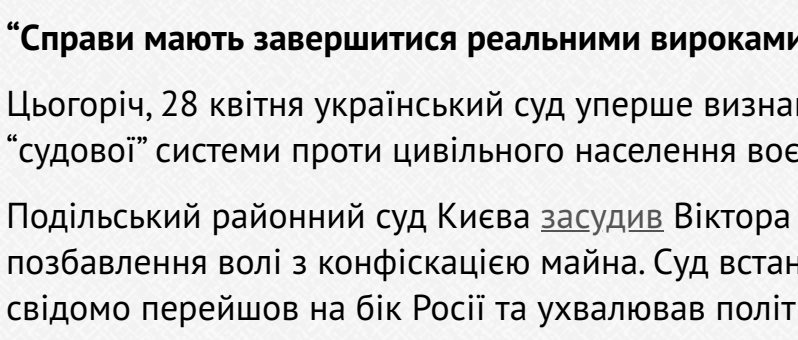 “Справи мають завершитися реальними вироками
Цьогоріч, 28 квітня український суд уперше визна
“судової” системи проти цивільного населення воє
Подільський районний суд Києва засудив Віктора
позбавлення волі з конфіскацією майна. Суд встан
свідомо перейшов на бік Росії та ухвалював політ